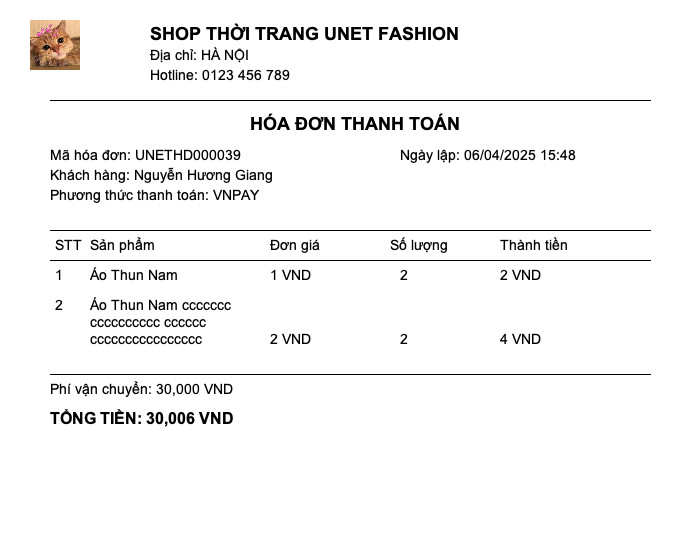 SHOP THỜI TRANG UNET FASHION
Địa chỉ: HÀ NỘI
Hotline: 0123 456 789
HÓA ĐƠN THANH TOÁN
Mã hóa đơn: UNETHD000039 Ngày lập: 06/04/2025 15:48
Khách hàng: Nguyễn Hương Giang
Phương thức thanh toán: VNPAY
STT Sản phẩm Đơn giá Số lượng Thành tiền
1 Áo Thun Nam 1 VND 2 2 VND
2 Áo Thun Nam ccccccc
cccccccccc cccccc
cccccccccccccccc 2 VND 2 4 VND
Phí vận chuyển: 30,000 VND
TỔNG TIỀN: 30,006 VND